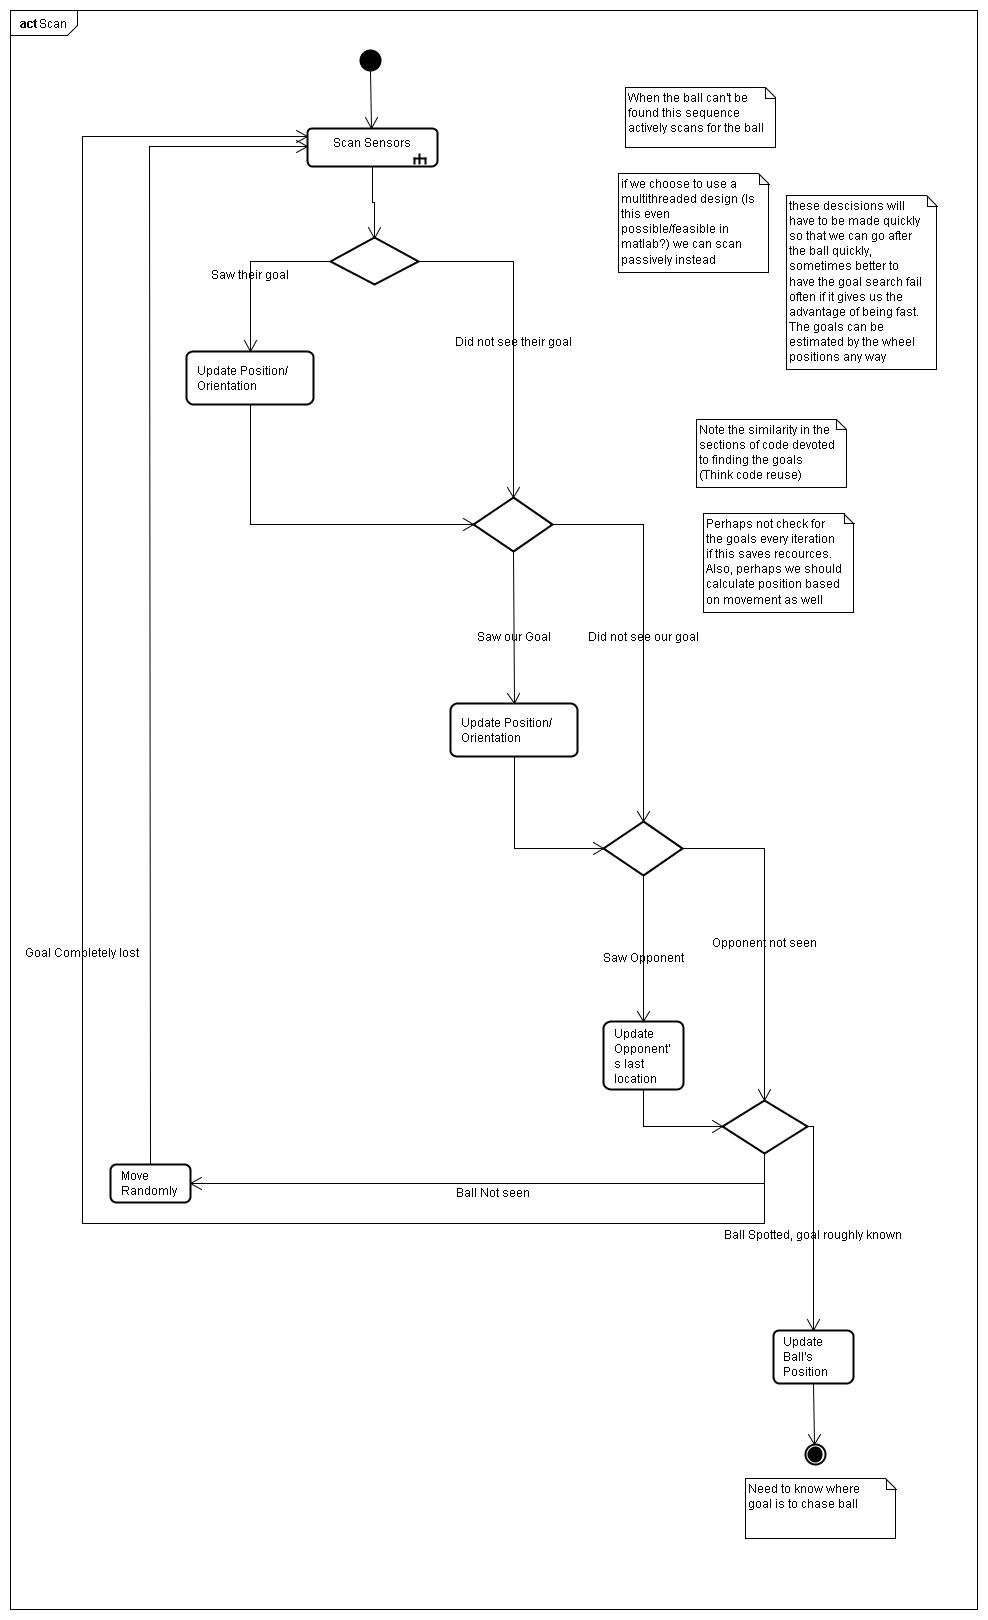 act Scan
When the ball can't be
found this sequence
actively scans for the ball
Scan Sensors
if we choose to use a
multithreaded design (Is
this even
possible/feasible in
matlab?) we can scan
passively instead
these descisions will
have to be made quickly
so that we can go after
the ball quickly,
sometimes better to
have the goal search fail
often if it gives us the
advantage of being fast.
The goals can be
estimated by the wheel
positions any way
Saw their goal
Did not see their goal
Update Position/
Orientation
Note the similarity in the
sections of code devoted
to finding the goals
(Think code reuse)
Perhaps not check for
the goals every iteration
if this saves recources.
Also, perhaps we should
calculate position based
on movement as well
Saw our Goal
Did not see our goal
Update Position/
Orientation
Goal Completely lost
Saw Opponent
Opponent not seen
Update
Opponent'
s last
location
Move
Randomly
Ball Not seen
Ball Spotted, goal roughly known
Update
Ball's
Position
Need to know where
goal is to chase ball